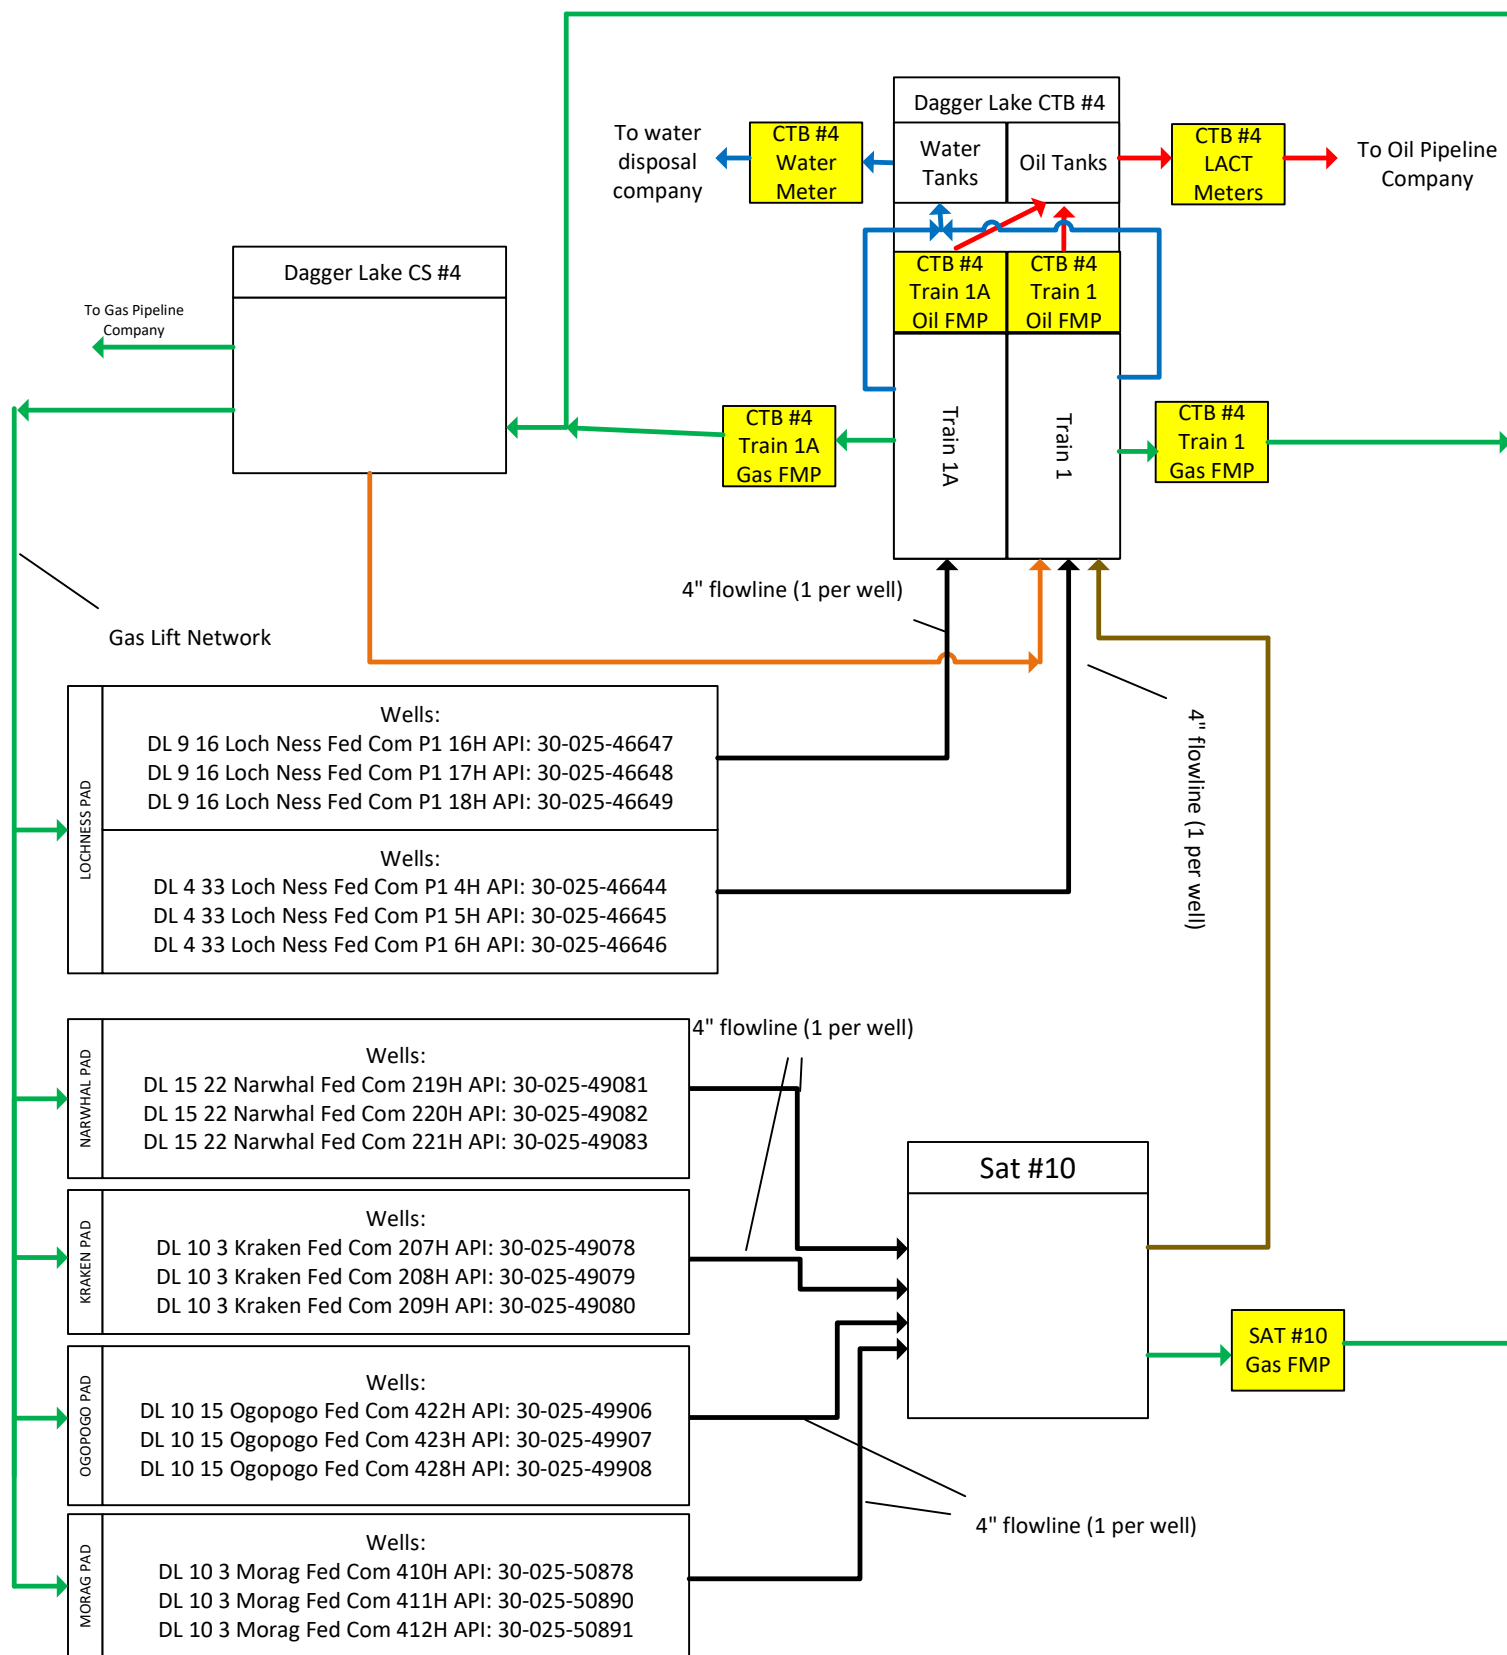 Dagger Lake CTB #4
To water
disposal
company
CTB #4
Water
Meter
Water
Tanks
Oil Tanks
CTB #4
LACT
Meters
To Oil Pipeline
Company
Dagger Lake CS #4
To Gas Pipeline
Company
CTB #4
Train 1A
Oil FMP
CTB #4
Train 1
Oil FMP
CTB #4
Train 1A
Gas FMP
Train 1A
Train 1
CTB #4
Train 1
Gas FMP
4" flowline (1 per well)
Gas Lift Network
4" flowline (1 per well)
LOCHNESS PAD
Wells:
DL 9 16 Loch Ness Fed Com P1 16H API: 30-025-46647
DL 9 16 Loch Ness Fed Com P1 17H API: 30-025-46648
DL 9 16 Loch Ness Fed Com P1 18H API: 30-025-46649
Wells:
DL 4 33 Loch Ness Fed Com P1 4H API: 30-025-46644
DL 4 33 Loch Ness Fed Com P1 5H API: 30-025-46645
DL 4 33 Loch Ness Fed Com P1 6H API: 30-025-46646
4" flowline (1 per well)
NARWHAL PAD
Wells:
DL 15 22 Narwhal Fed Com 219H API: 30-025-49081
DL 15 22 Narwhal Fed Com 220H API: 30-025-49082
DL 15 22 Narwhal Fed Com 221H API: 30-025-49083
Sat #10
KRAKEN PAD
Wells:
DL 10 3 Kraken Fed Com 207H API: 30-025-49078
DL 10 3 Kraken Fed Com 208H API: 30-025-49079
DL 10 3 Kraken Fed Com 209H API: 30-025-49080
SAT #10
Gas FMP
OGOPOGO PAD
Wells:
DL 10 15 Ogopogo Fed Com 422H API: 30-025-49906
DL 10 15 Ogopogo Fed Com 423H API: 30-025-49907
DL 10 15 Ogopogo Fed Com 428H API: 30-025-49908
4" flowline (1 per well)
MORAG PAD
Wells:
DL 10 3 Morag Fed Com 410H API: 30-025-50878
DL 10 3 Morag Fed Com 411H API: 30-025-50890
DL 10 3 Morag Fed Com 412H API: 30-025-50891